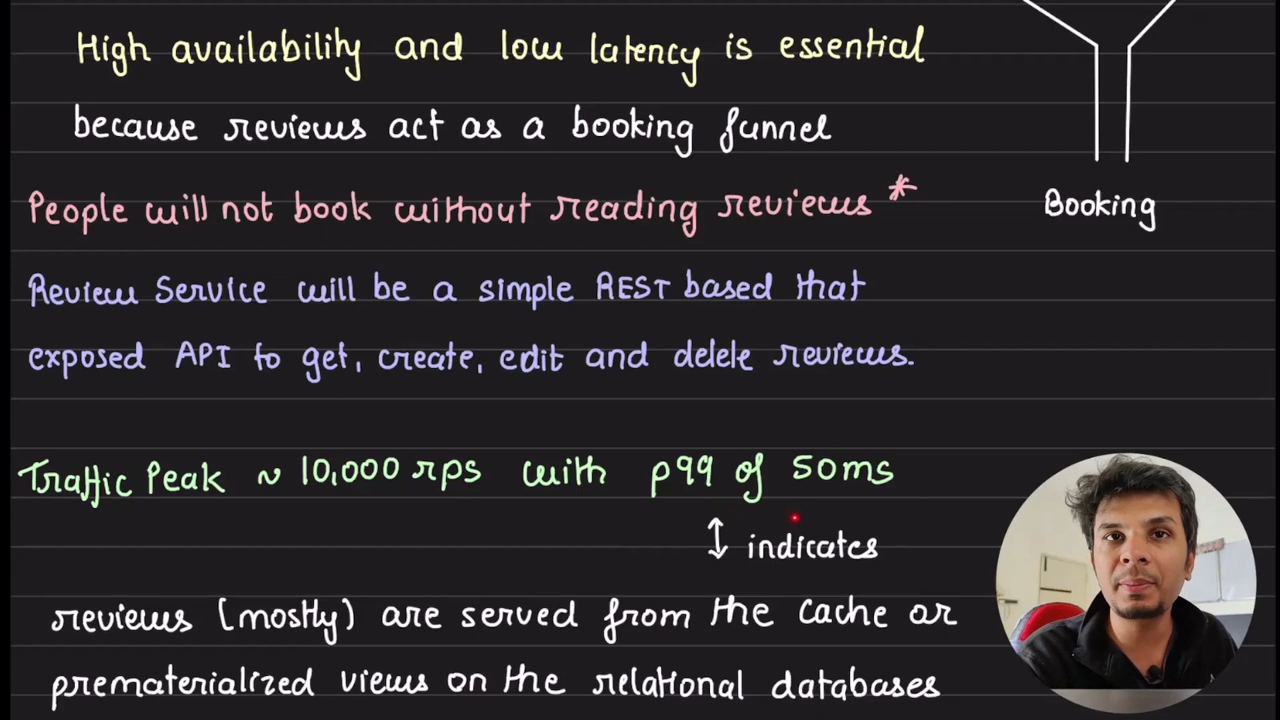 High availability and low latency is essential
because reviews act as a booking funnel
People will not book without reading reviews *
Booking
Review Service will be a simple REST based that
exposed API to get, create, edit and delete reviews.
Traffic Peak ~ 10,000 rps with p99 of 50ms
↕ indicates
reviews (mostly) are served from the cache or
prematerialized views on the relational databases